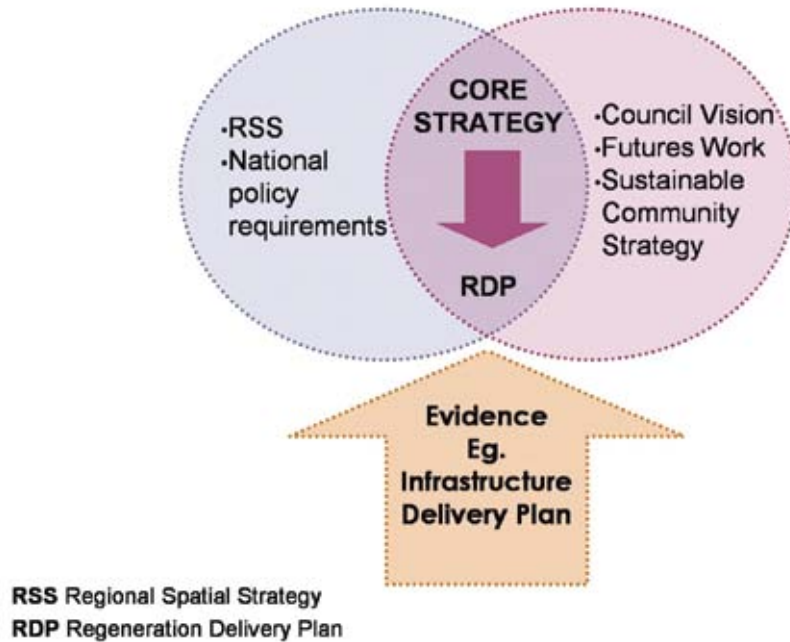 ·RSS
·National
policy
requirements
CORE
STRATEGY
RDP
·Council Vision
·Futures Work
·Sustainable
Community
Strategy
Evidence
Eg.
Infrastructure
Delivery Plan
RSS Regional Spatial Strategy
RDP Regeneration Delivery Plan